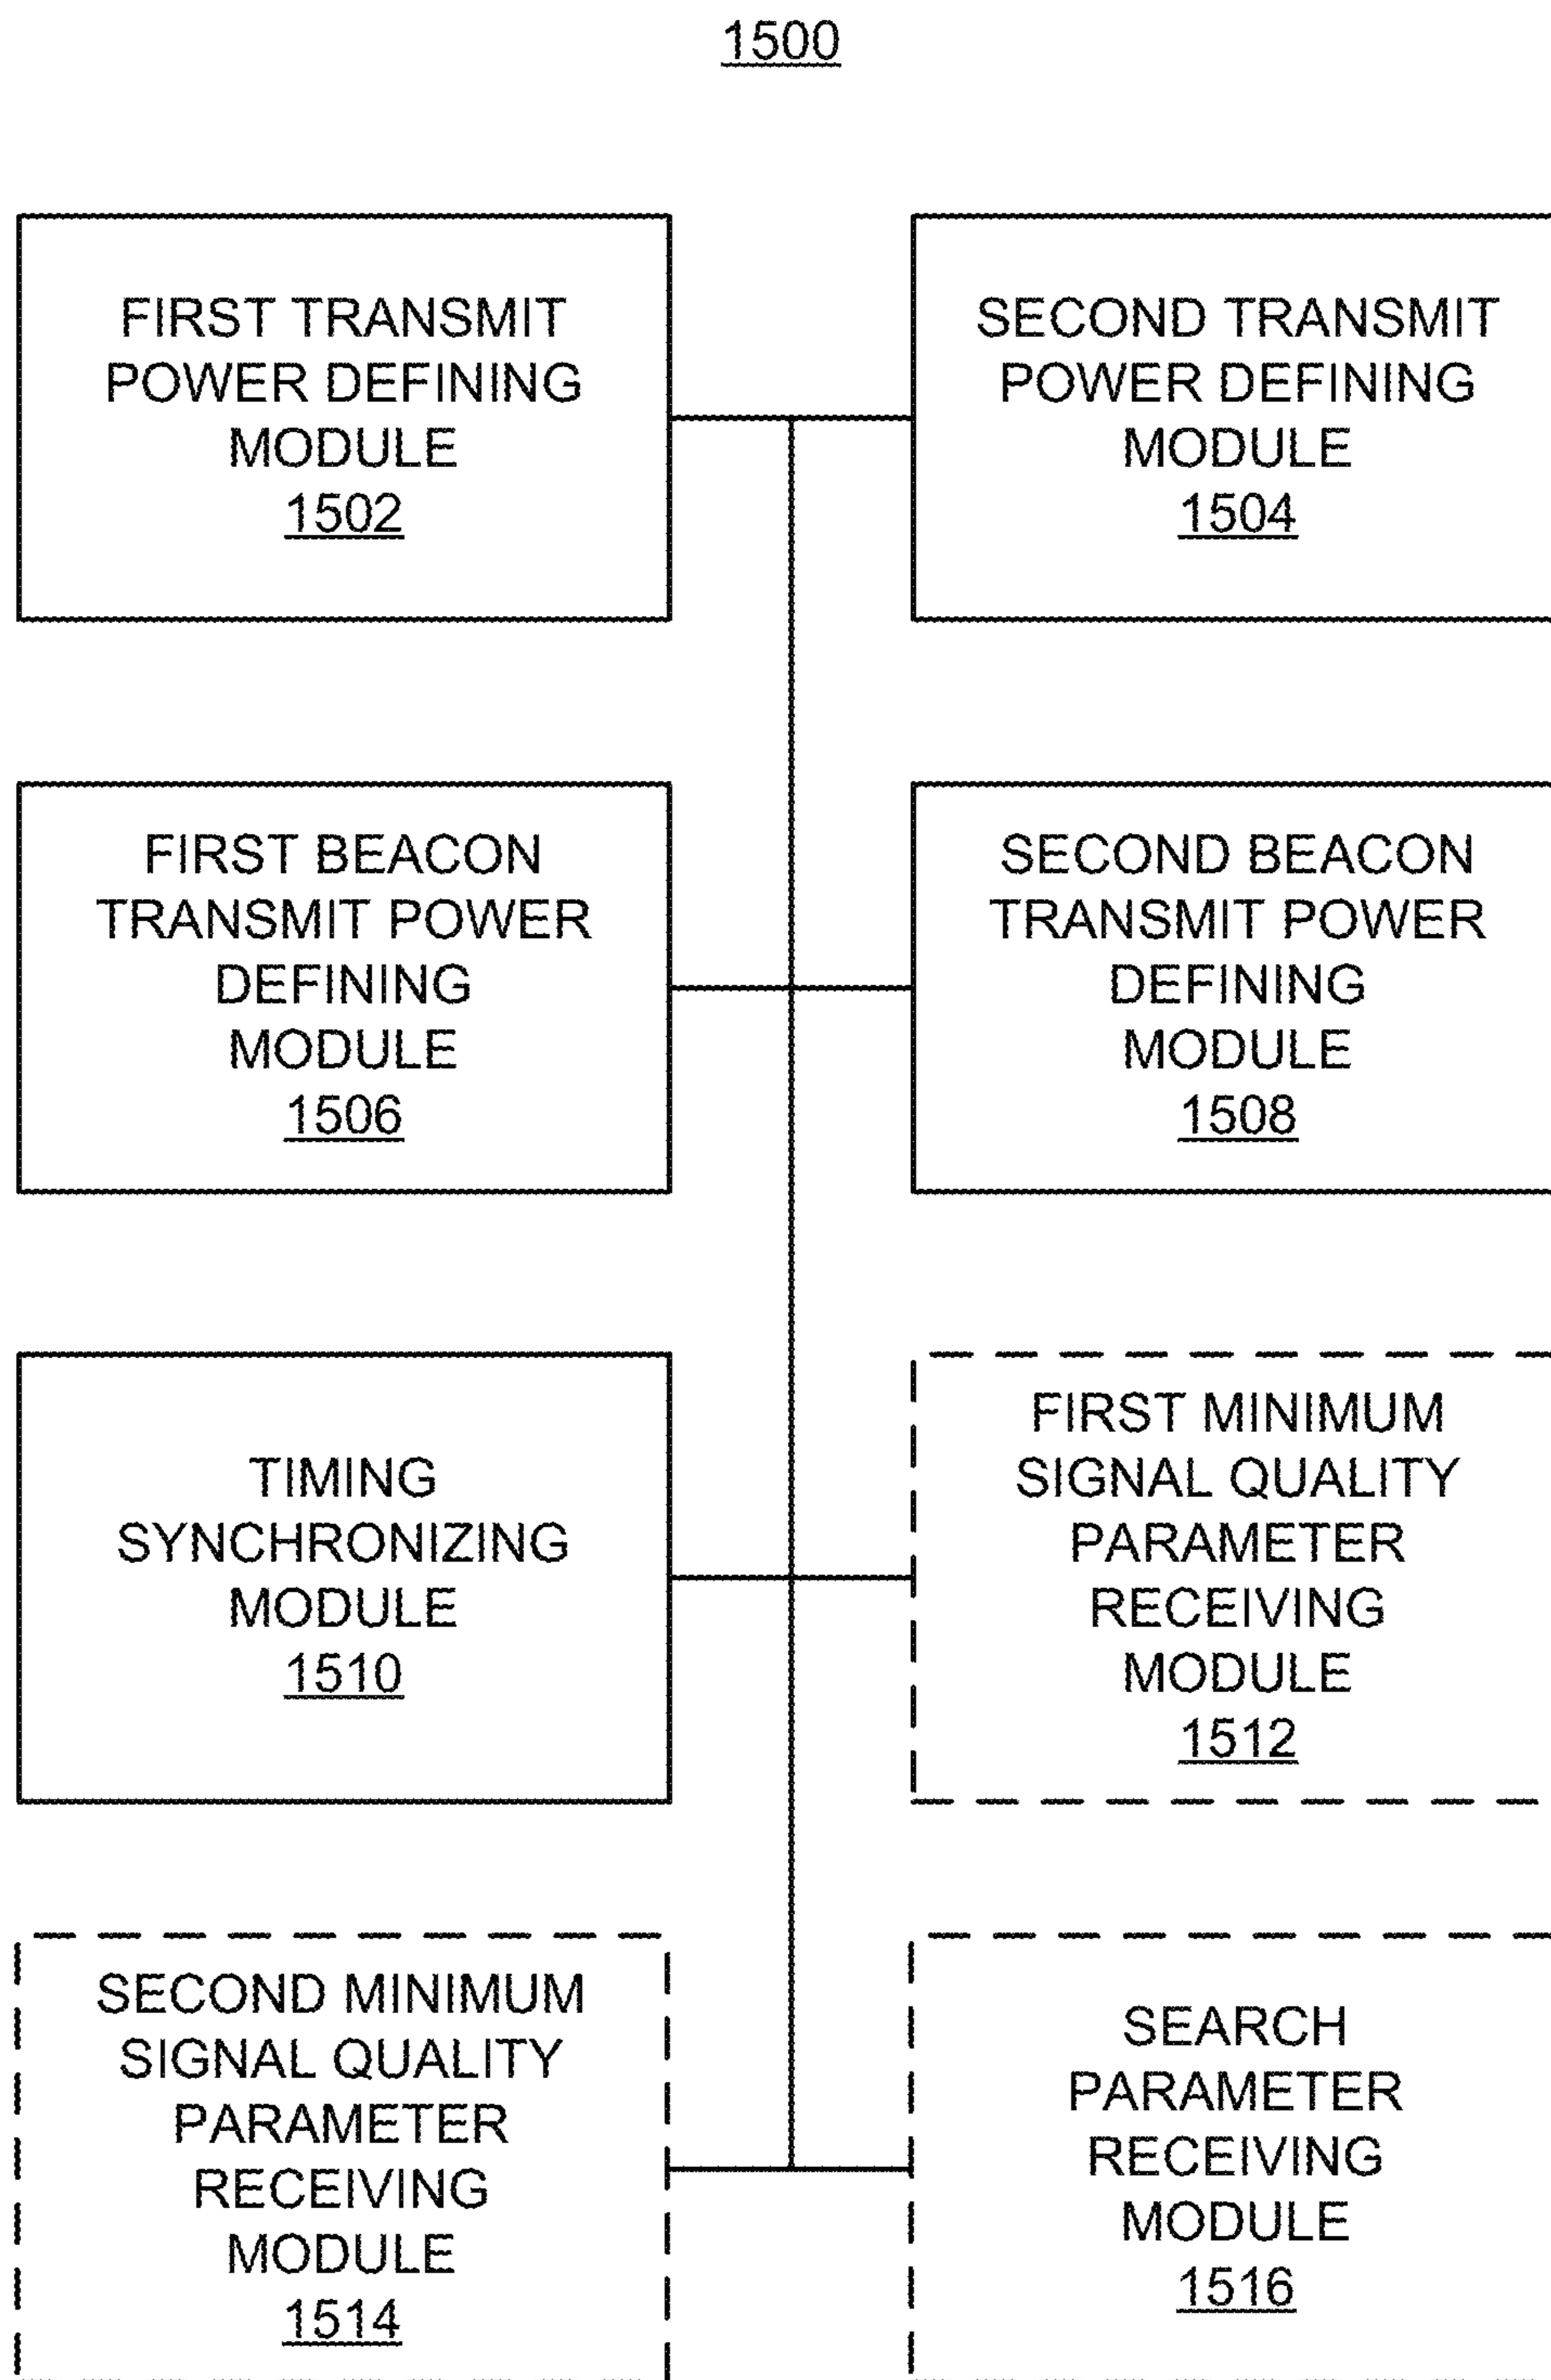 1500
FIRST TRANSMIT
POWER DEFINING
MODULE
1502
SECOND TRANSMIT
POWER DEFINING
MODULE
1504
FIRST BEACON
TRANSMIT POWER
DEFINING
MODULE
1506
SECOND BEACON
TRANSMIT POWER
DEFINING
MODULE
1508
TIMING
SYNCHRONIZING
MODULE
1510
FIRST MINIMUM
SIGNAL QUALITY
PARAMETER
RECEIVING
MODULE
1512
SECOND MINIMUM
SIGNAL QUALITY
PARAMETER
RECEIVING
MODULE
1514
SEARCH
PARAMETER
RECEIVING
MODULE
1516